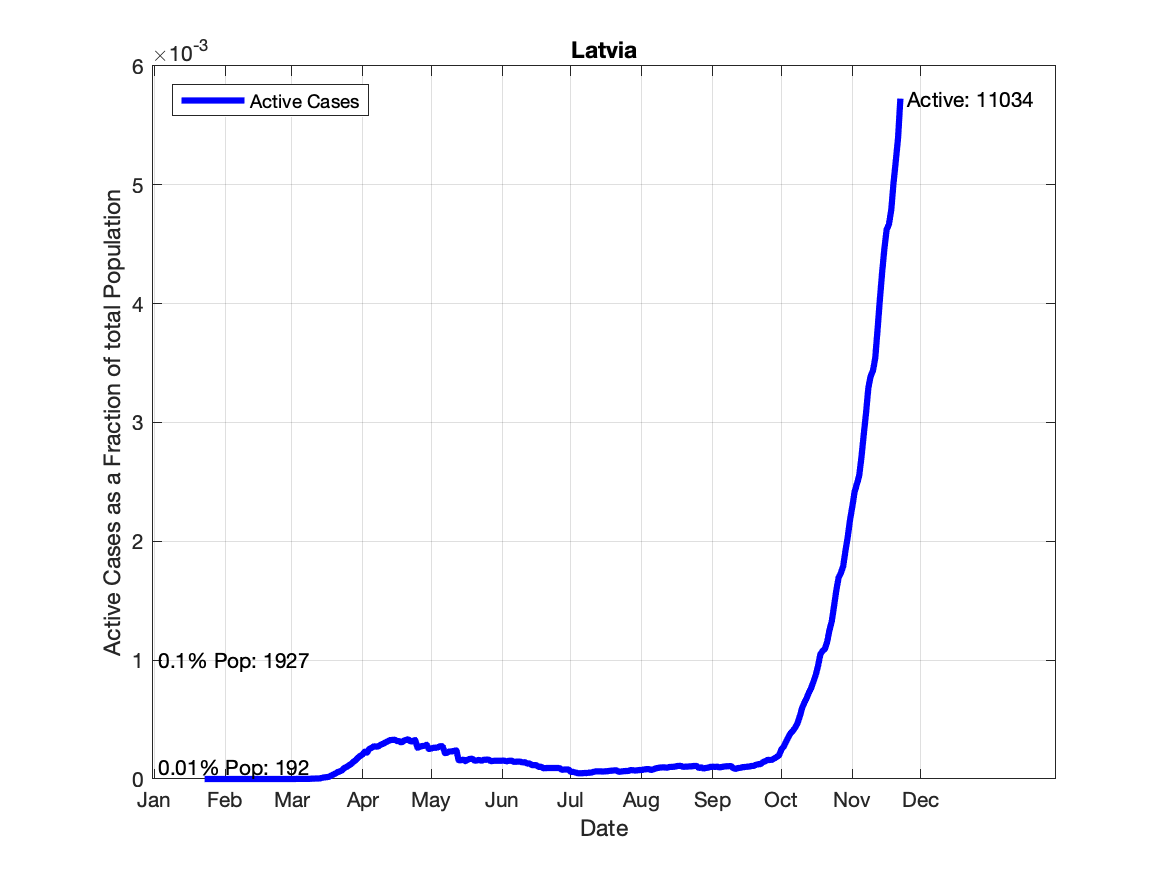 Latvia
×10-3
6
5
4
3
2
1
0
Active Cases
Active: 11034
0.1% Pop: 1927
0.01% Pop: 192
Active Cases as a Fraction of total Population
Jan Feb Mar Apr May Jun Jul Aug Sep Oct Nov Dec
Date